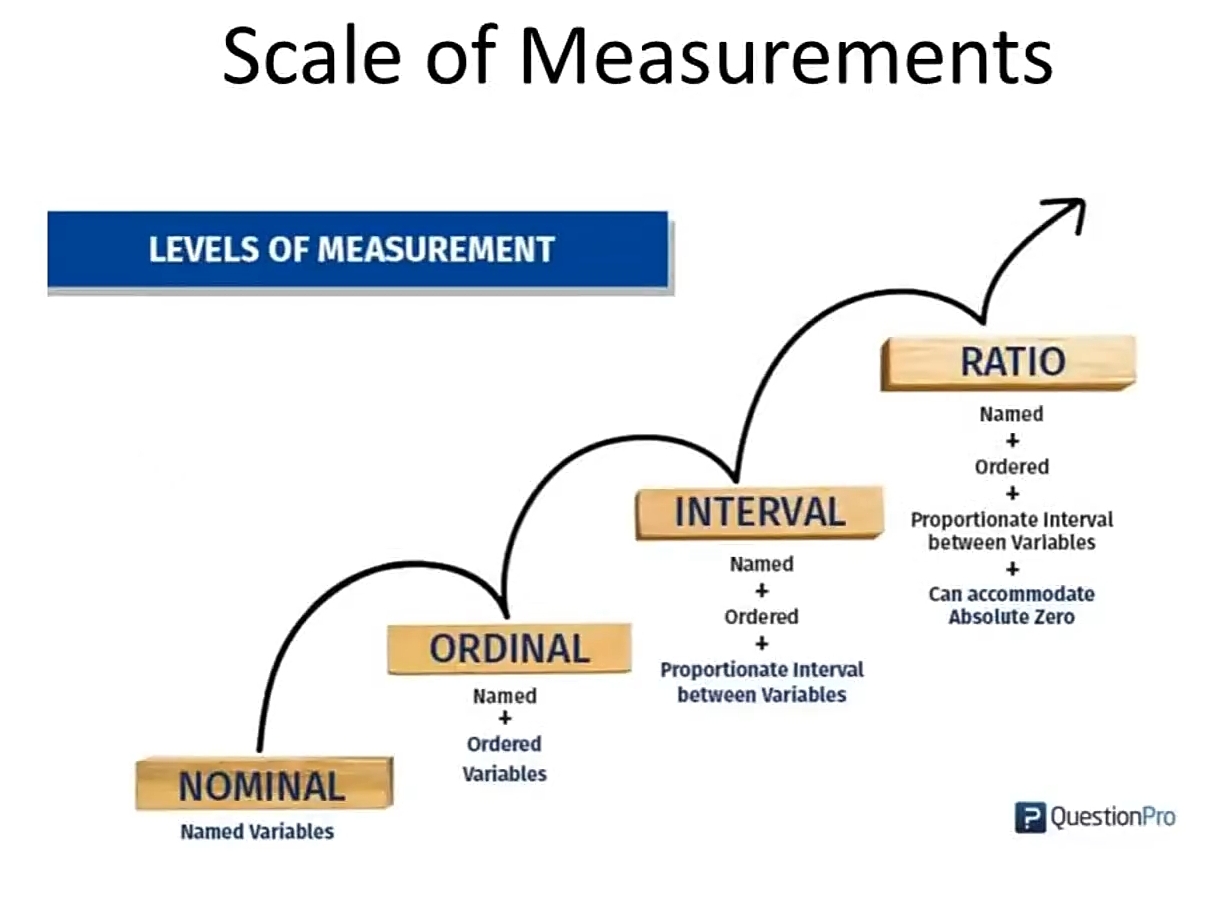 Scale of Measurements
LEVELS OF MEASUREMENT
NOMINAL
Named Variables
ORDINAL
Named
+
Ordered
Variables
INTERVAL
Named
+
Ordered
+
Proportionate Interval
between Variables
RATIO
Named
+
Ordered
+
Proportionate Interval
between Variables
+
Can accommodate
Absolute Zero
QuestionPro